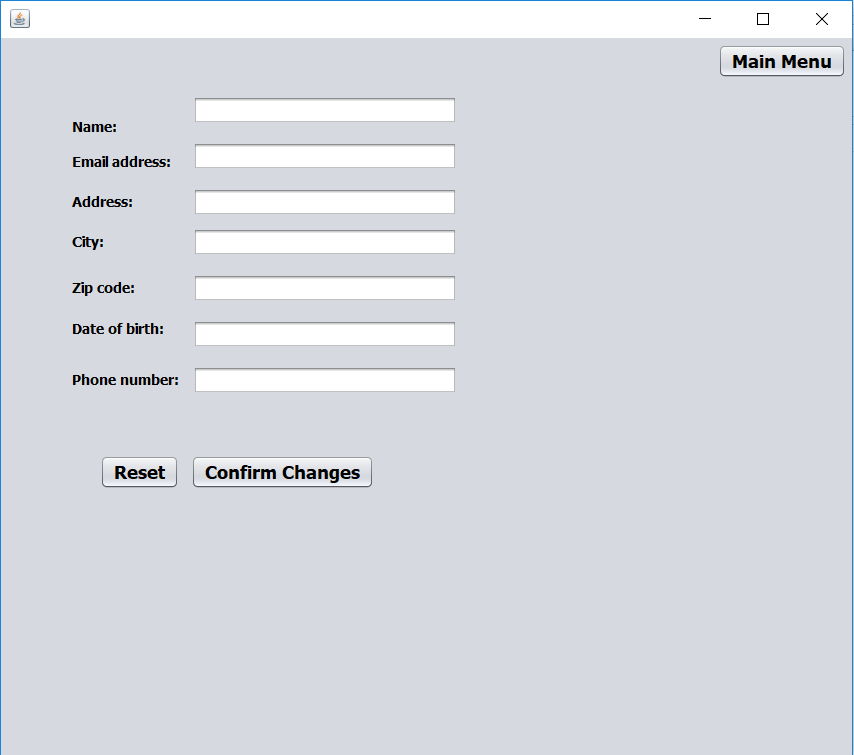 Main Menu
Name:
Email address:
Address:
City:
Zip code:
Date of birth:
Phone number:
Reset
Confirm Changes